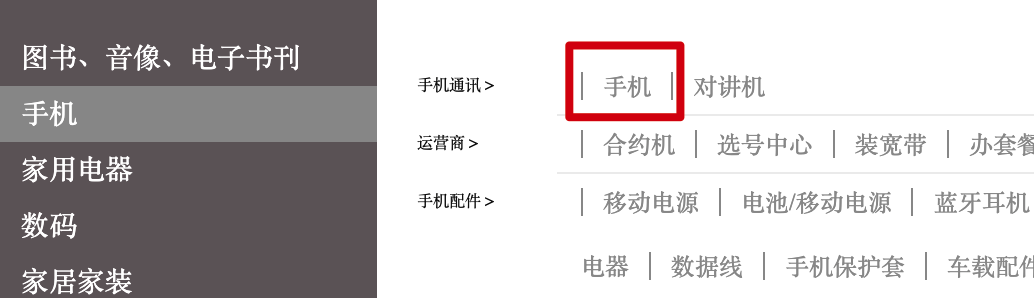 图书、音像、电子书刊
手机
家用电器
数码
家居家装
手机通讯 > 手机 对讲机
运营商 > 合约机 选号中心 装宽带 办套餐
手机配件 > 移动电源 电池/移动电源 蓝牙耳机
电器 数据线 手机保护套 车载配件